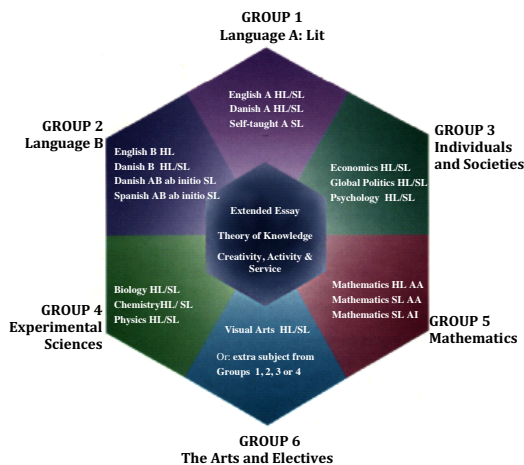 GROUP 1
Language A: Lit
English A HL/SL
Danish A HL/SL
Self-taught A SL
GROUP 2
Language B
English B HL
Danish B HL/SL
Danish AB ab initio SL
Spanish AB ab initio SL
GROUP 3
Individuals
and Societies
Economics HL/SL
Global Politics HL/SL
Psychology HL/SL
Extended Essay
Theory of Knowledge
Creativity, Activity &
Service
GROUP 4
Experimental
Sciences
Biology HL/SL
ChemistryHL/ SL
Physics HL/SL
Mathematics HL AA
Mathematics SL AA
Mathematics SL AI
GROUP 5
Mathematics
Visual Arts HL/SL
Or: extra subject from
Groups 1, 2, 3 or 4
GROUP 6
The Arts and Electives